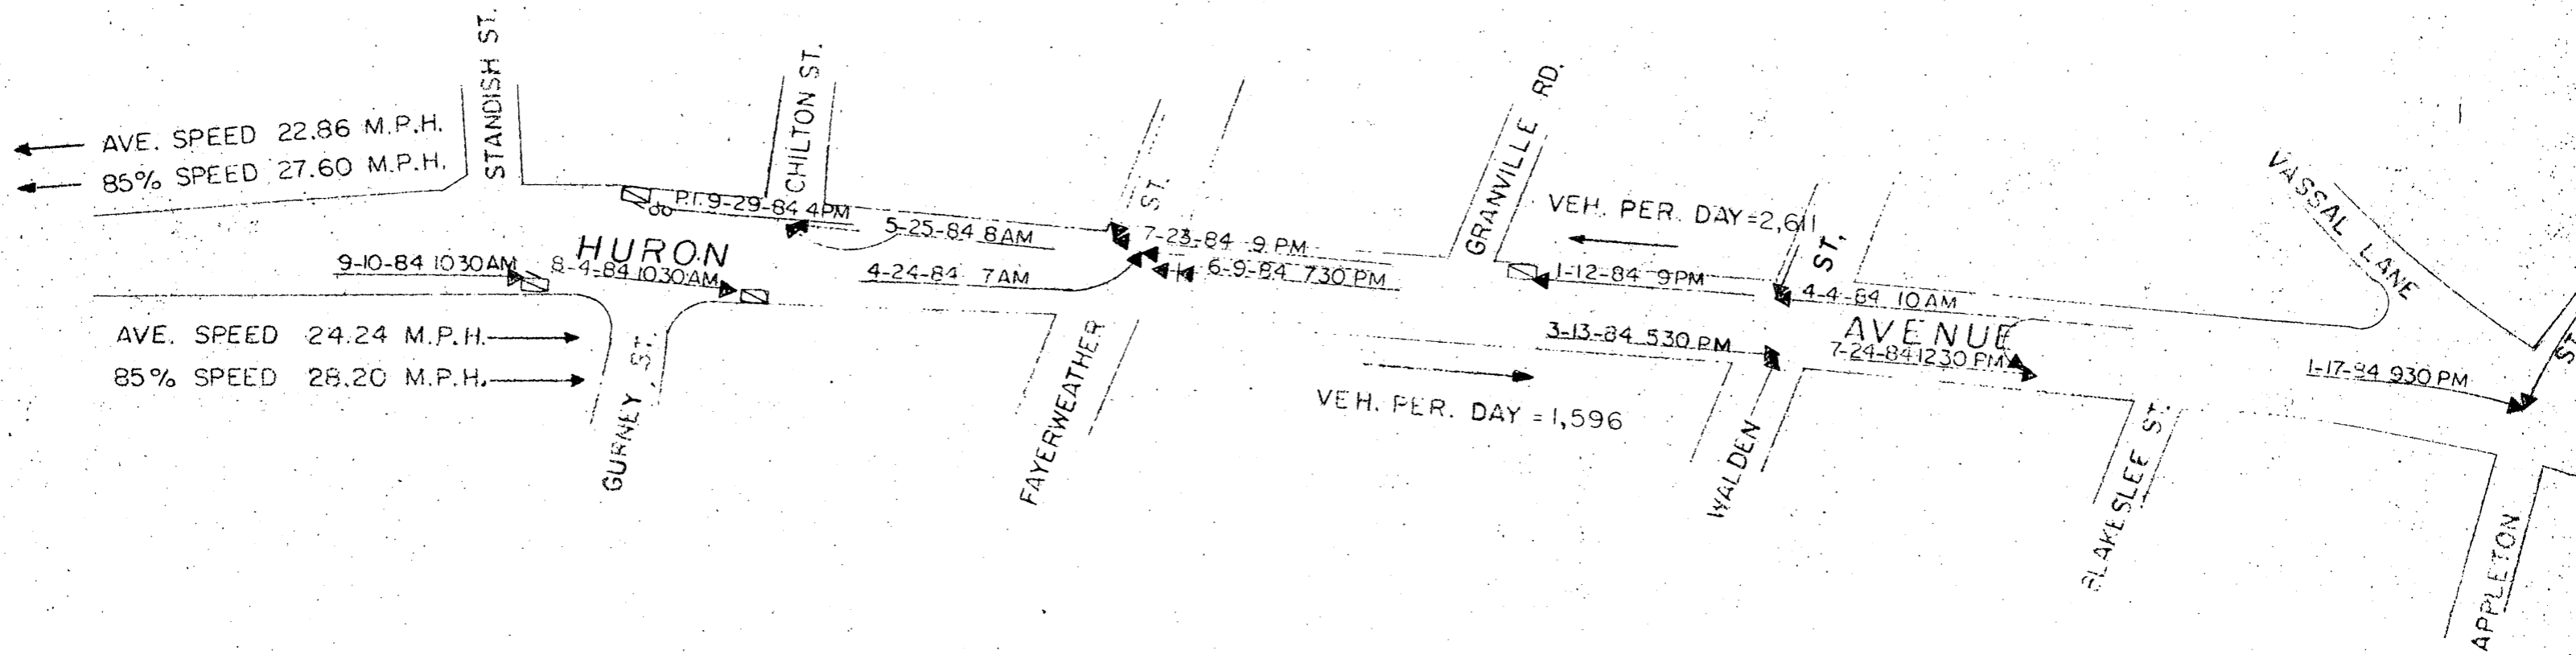 STANDISH ST.
CHILTON ST.
AVE. SPEED 22.86 M.P.H.
85% SPEED 27.60 M.P.H.
P.I. 9-29-84 4PM
5-25-84 8AM
ST.
7-23-84 9 PM
6-9-84 730 PM
GRANVILLE RD.
VEH. PER. DAY=2,611
1-12-84 9PM
ST.
4-4-84 10AM
VASSAL LANE
HURON
9-10-84 1030AM
8-4-84 1030AM
4-24-84 7AM
AVENUE
3-13-84 530 PM
7-24-84 1230 PM
1-17-84 930 PM
ST.
AVE. SPEED 24.24 M.P.H.
85% SPEED 28.20 M.P.H.
GURNEY ST.
FAYERWEATHER
VEH. PER. DAY = 1,596
WALDEN
BLAKESLEE ST.
APPLETON